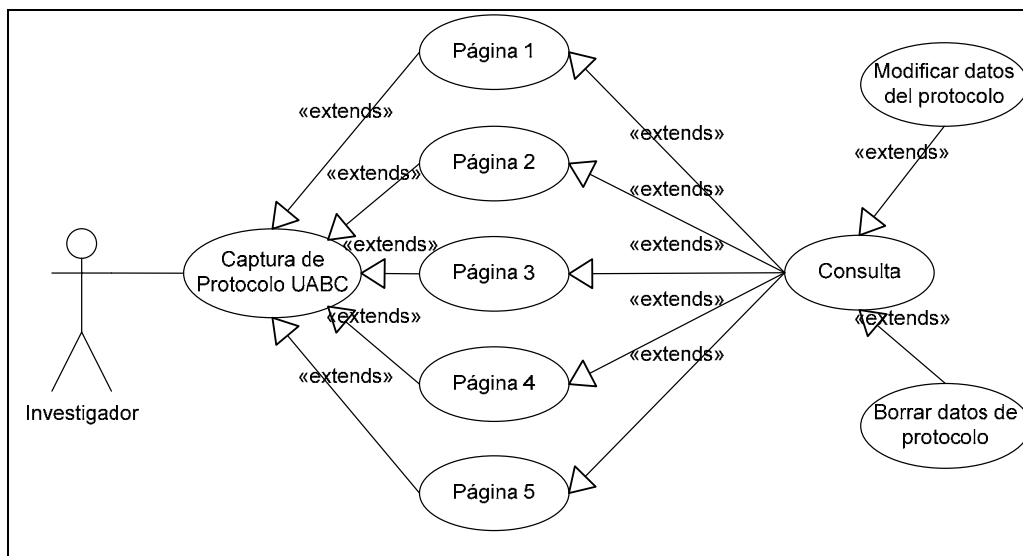 Página 1
Modificar datos
del protocolo
«extends»
«extends»
«extends»
Página 2
«extends»
«extends»
Captura de
Protocolo UABC
«extends»
Página 3
«extends»
Consulta
«extends»
«extends»
«extends»
Página 4
«extends»
«extends»
Investigador
Borrar datos de
protocolo
Página 5